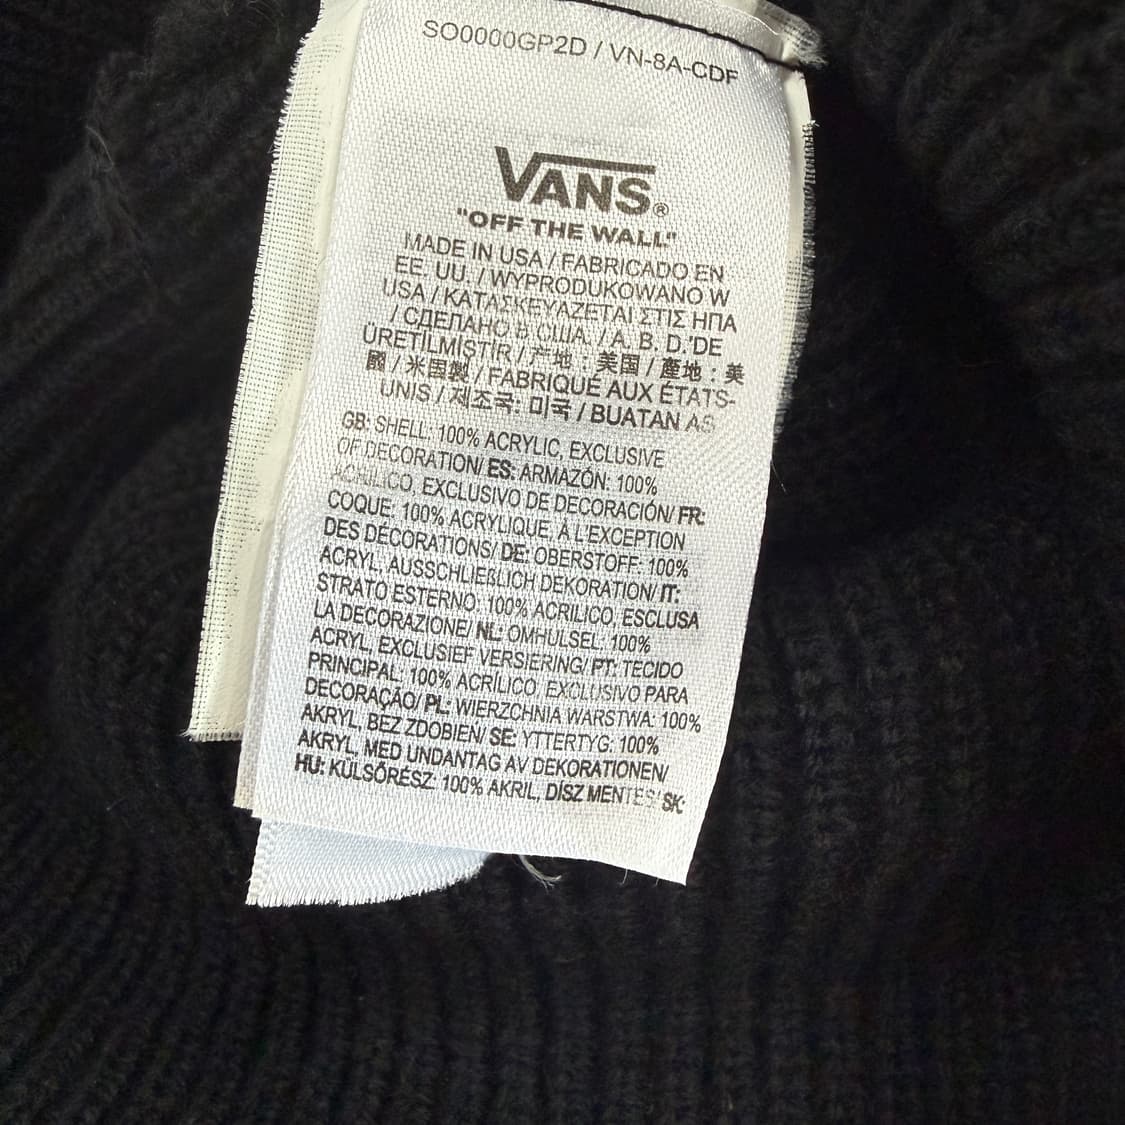 SO0000GP2D / VN-8A-CDF
VANS®
"OFF THE WALL"
MADE IN USA / FABRICADO EN
EE. UU. / WYPRODUKOWANO W
USA / ΚΑΤΑΣΚΕΥΑΖΕΤΑΙ ΣΤΙΣ ΗΠΑ
/ СДЕЛАНО В США. / A. B. D.'DE
ÜRETİLMİŞTİR / 产地：美国 / 產地：美
國 / 米国製 / FABRIQUÉ AUX ÉTATS-
UNIS / 제조국: 미국 / BUATAN AS
GB: SHELL: 100% ACRYLIC, EXCLUSIVE
OF DECORATION/ ES: ARMAZÓN: 100%
ACRÍLICO, EXCLUSIVO DE DECORACIÓN/ FR:
COQUE: 100% ACRYLIQUE, À L'EXCEPTION
DES DÉCORATIONS/ DE: OBERSTOFF: 100%
ACRYL, AUSSCHLIEßLICH DEKORATION/ IT:
STRATO ESTERNO: 100% ACRILICO, ESCLUSA
LA DECORAZIONE/ NL: OMHULSEL: 100%
ACRYL, EXCLUSIEF VERSIERING/ PT: TECIDO
PRINCIPAL: 100% ACRÍLICO, EXCLUSIVO PARA
DECORAÇÃO/ PL: WIERZCHNIA WARSTWA: 100%
AKRYL, BEZ ZDOBIEN/ SE: YTTERTYG: 100%
AKRYL, MED UNDANTAG AV DEKORATIONEN/
HU: KÜLSŐRÉSZ: 100% AKRIL, DÍSZ MENTES/ SK: